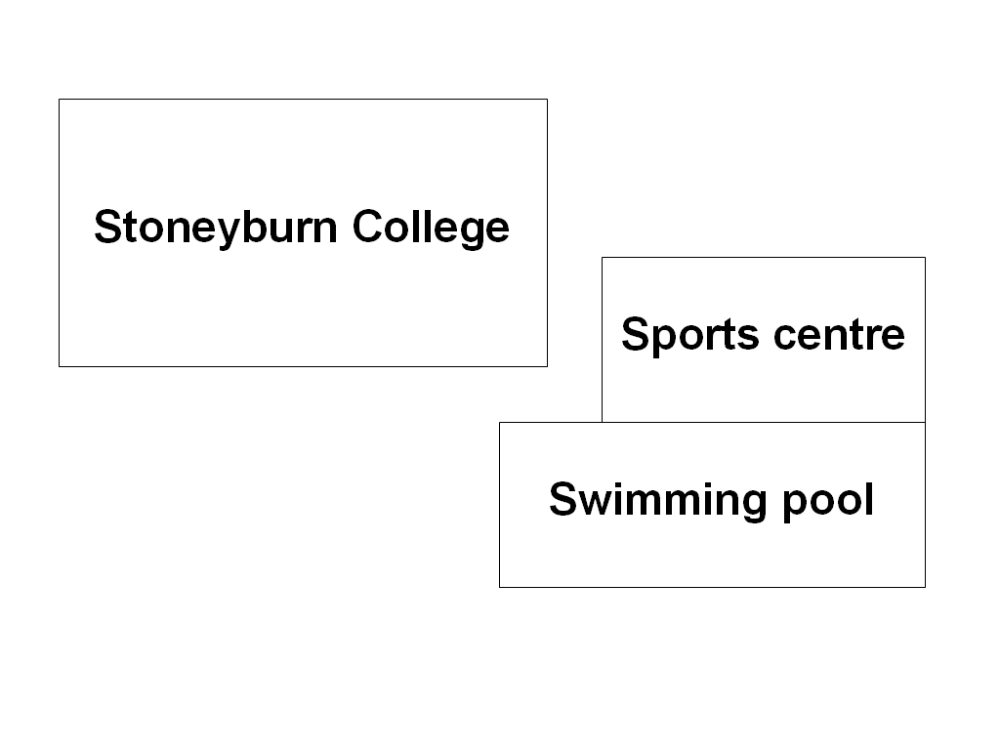 Stoneyburn College
Sports centre
Swimming pool